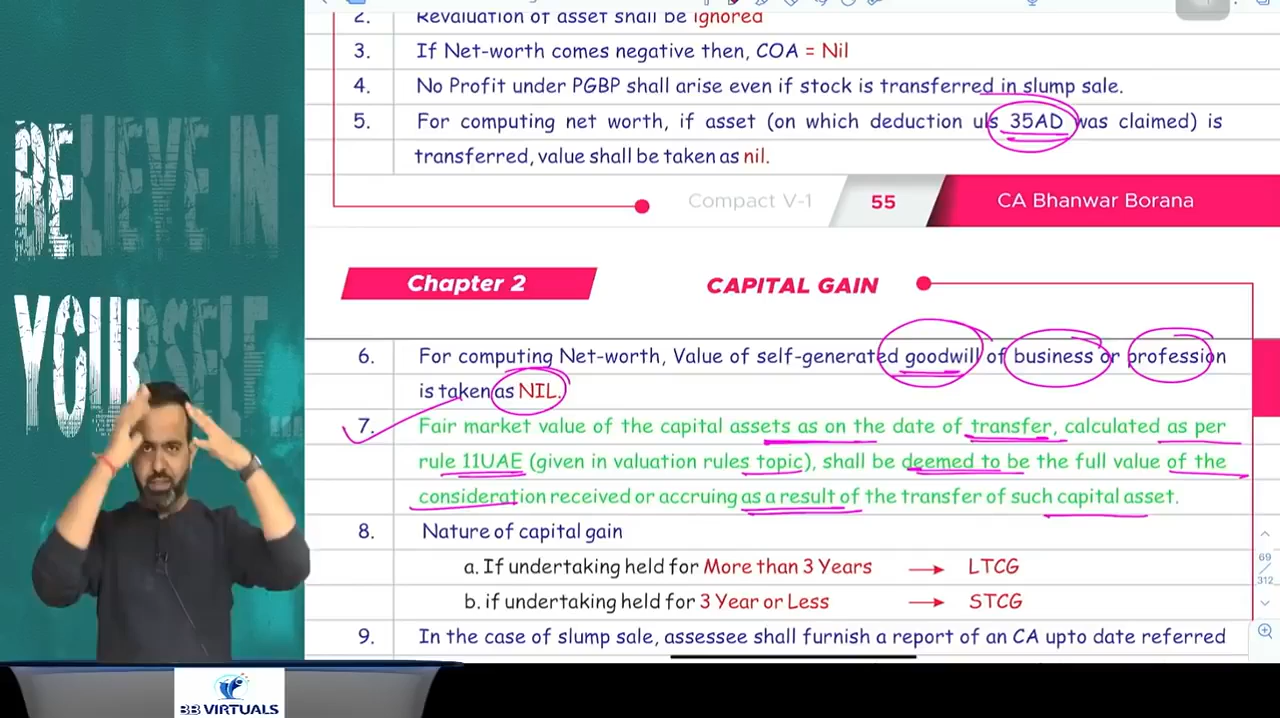 BELIEVE IN
YOURSELF...
2. Revaluation of asset shall be ignored
3. If Net-worth comes negative then, COA = Nil
4. No Profit under PGBP shall arise even if stock is transferred in slump sale.
5. For computing net worth, if asset (on which deduction u/s 35AD was claimed) is
transferred, value shall be taken as nil.
Compact V-1 55 CA Bhanwar Borana
Chapter 2 CAPITAL GAIN
6. For computing Net-worth, Value of self-generated goodwill of business or profession
is taken as NIL.
7. Fair market value of the capital assets as on the date of transfer, calculated as per
rule 11UAE (given in valuation rules topic), shall be deemed to be the full value of the
consideration received or accruing as a result of the transfer of such capital asset.
8. Nature of capital gain
a. If undertaking held for More than 3 Years → LTCG
b. if undertaking held for 3 Year or Less → STCG
9. In the case of slump sale, assessee shall furnish a report of an CA upto date referred
69
/
312
BB VIRTUALS